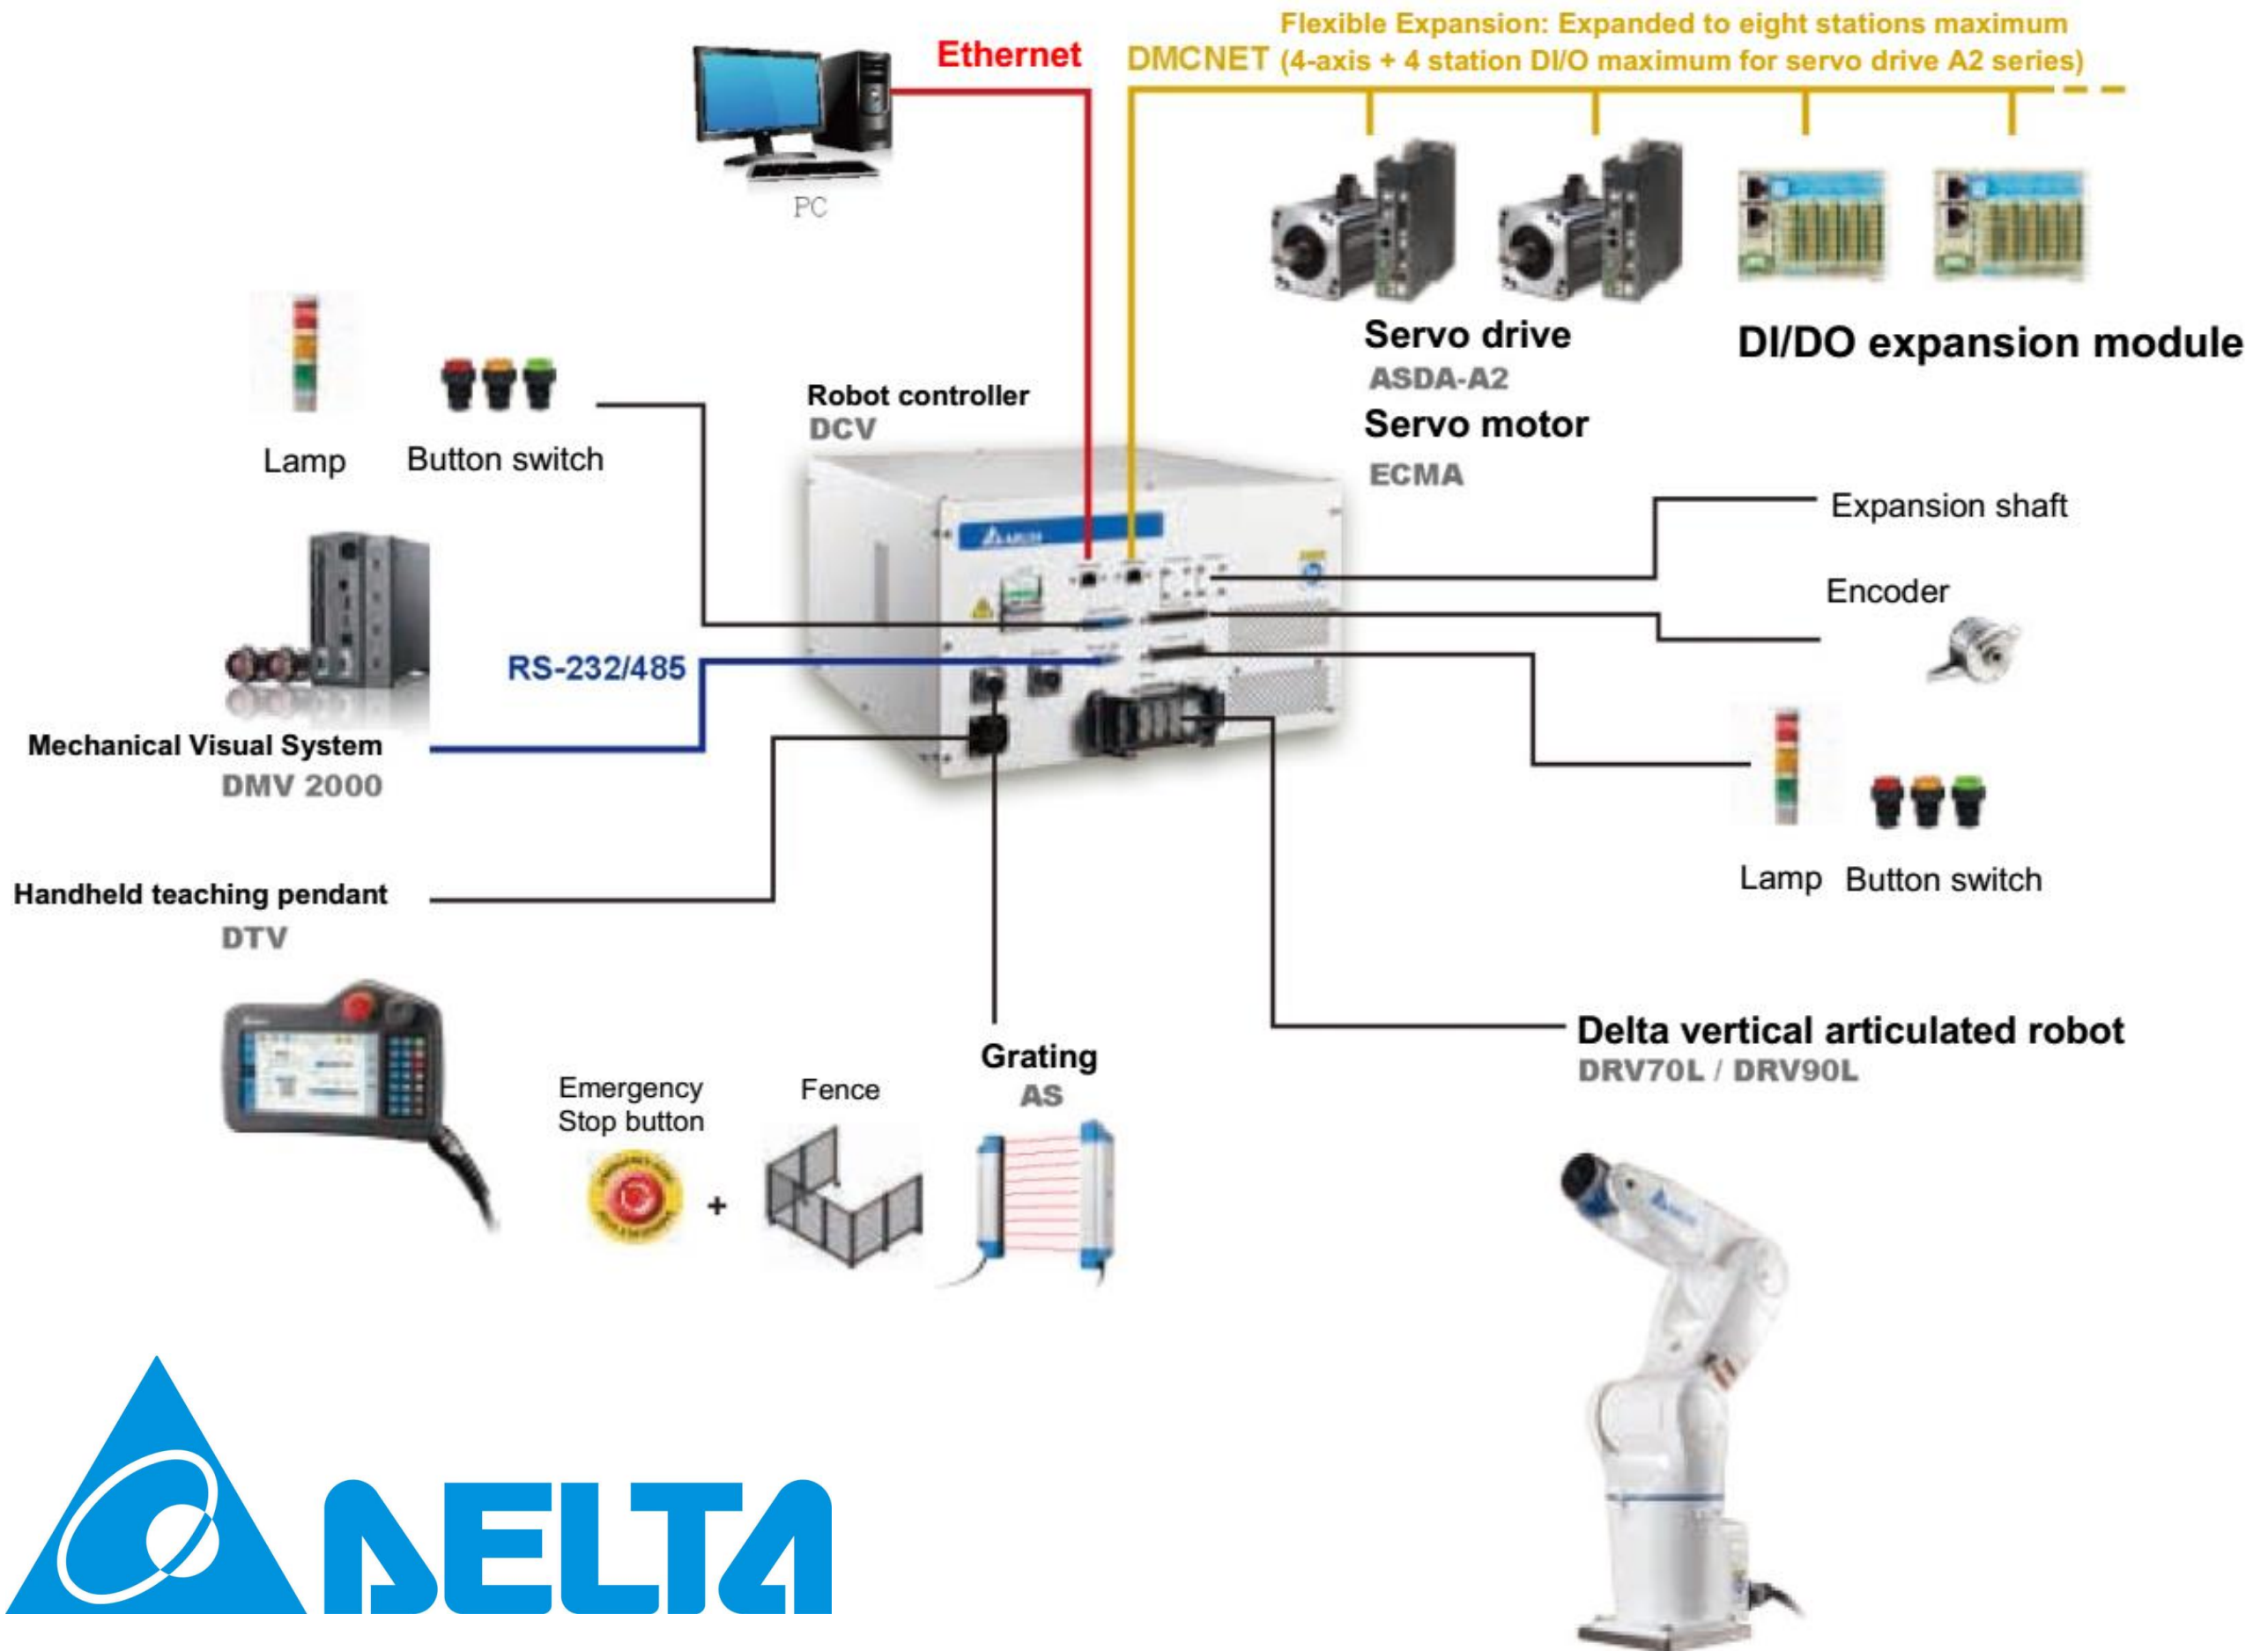 Flexible Expansion: Expanded to eight stations maximum
Ethernet
DMCNET (4-axis + 4 station DI/O maximum for servo drive A2 series)
PC
Servo drive
ASDA-A2
Servo motor
ECMA
DI/DO expansion module
Lamp
Button switch
Robot controller
DCV
Expansion shaft
Encoder
RS-232/485
Mechanical Visual System
DMV 2000
Lamp
Button switch
Handheld teaching pendant
DTV
Emergency
Stop button
+
Fence
Grating
AS
Delta vertical articulated robot
DRV70L / DRV90L
DELTA